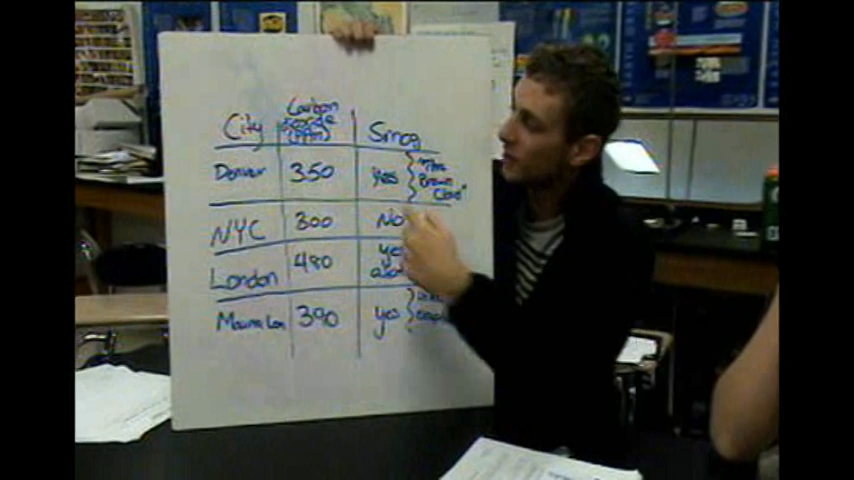 City Carbon Smog
(PPM)
Denver 350 yes } "The Brown Cloud"
NYC 300 No
London 480
Mauna Loa 390 yes }